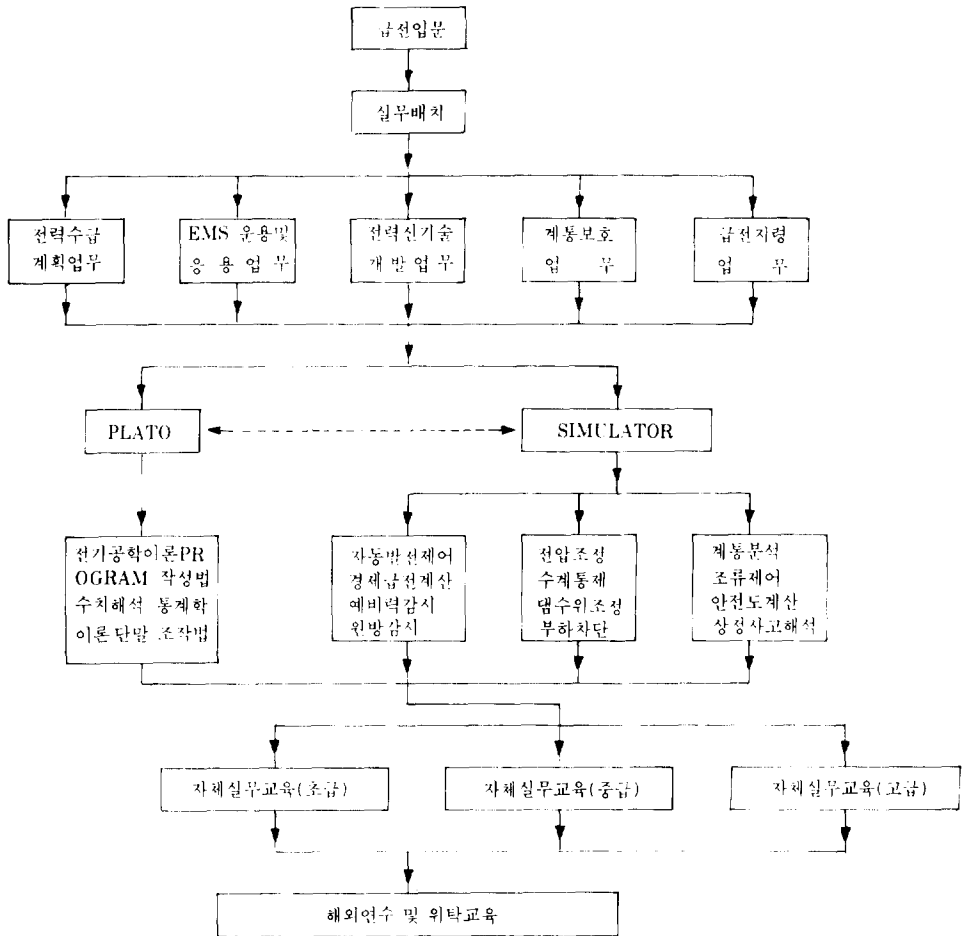 급전입문
실무배치
전력수급
계획업무
EMS 운용및
응용업무
전력신기술
개발업무
계통보호
업 무
급전지령
업 무
PLATO
SIMULATOR
전기공학이론PR
OGRAM 작성법
수치해석 통계학
이론단말 조작법
자동발전제어
경제급전계산
예비력감시
원방감시
전압조정
수계통제
댐수위조정
부하차단
계통분석
조류제어
안전도계산
상정사고해석
자체실무교육(초급)
자체실무교육(중급)
자체실무교육(고급)
해외연수 및 위탁교육